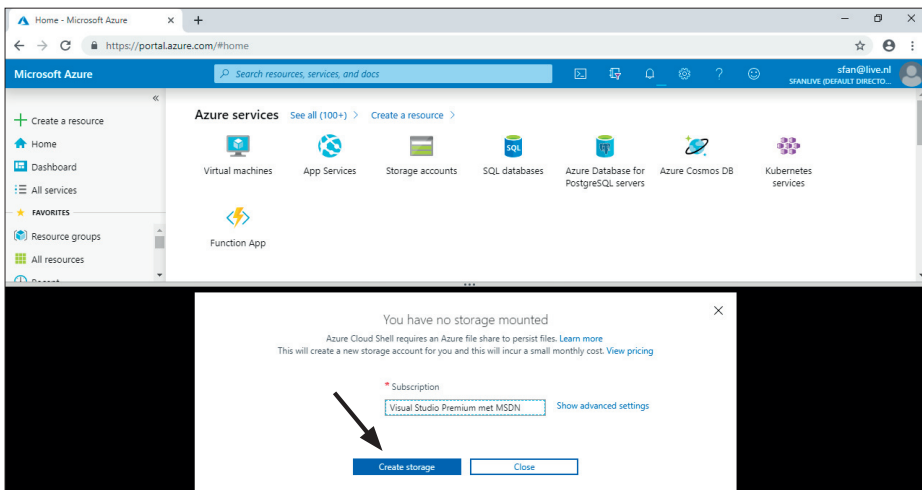 Home - Microsoft Azure
https://portal.azure.com/#home
Microsoft Azure
Search resources, services, and docs
sfan@live.nl
SFANLIVE (DEFAULT DIRECTO...
Create a resource
Home
Dashboard
All services
FAVORITES
Resource groups
All resources
Recent
Azure services See all (100+) > Create a resource >
Virtual machines
App Services
Storage accounts
SQL
SQL databases
Azure Database for
PostgreSQL servers
Azure Cosmos DB
Kubernetes
services
Function App
You have no storage mounted
Azure Cloud Shell requires an Azure file share to persist files. Learn more
This will create a new storage account for you and this will incur a small monthly cost. View pricing
* Subscription
Visual Studio Premium met MSDN
Show advanced settings
Create storage
Close